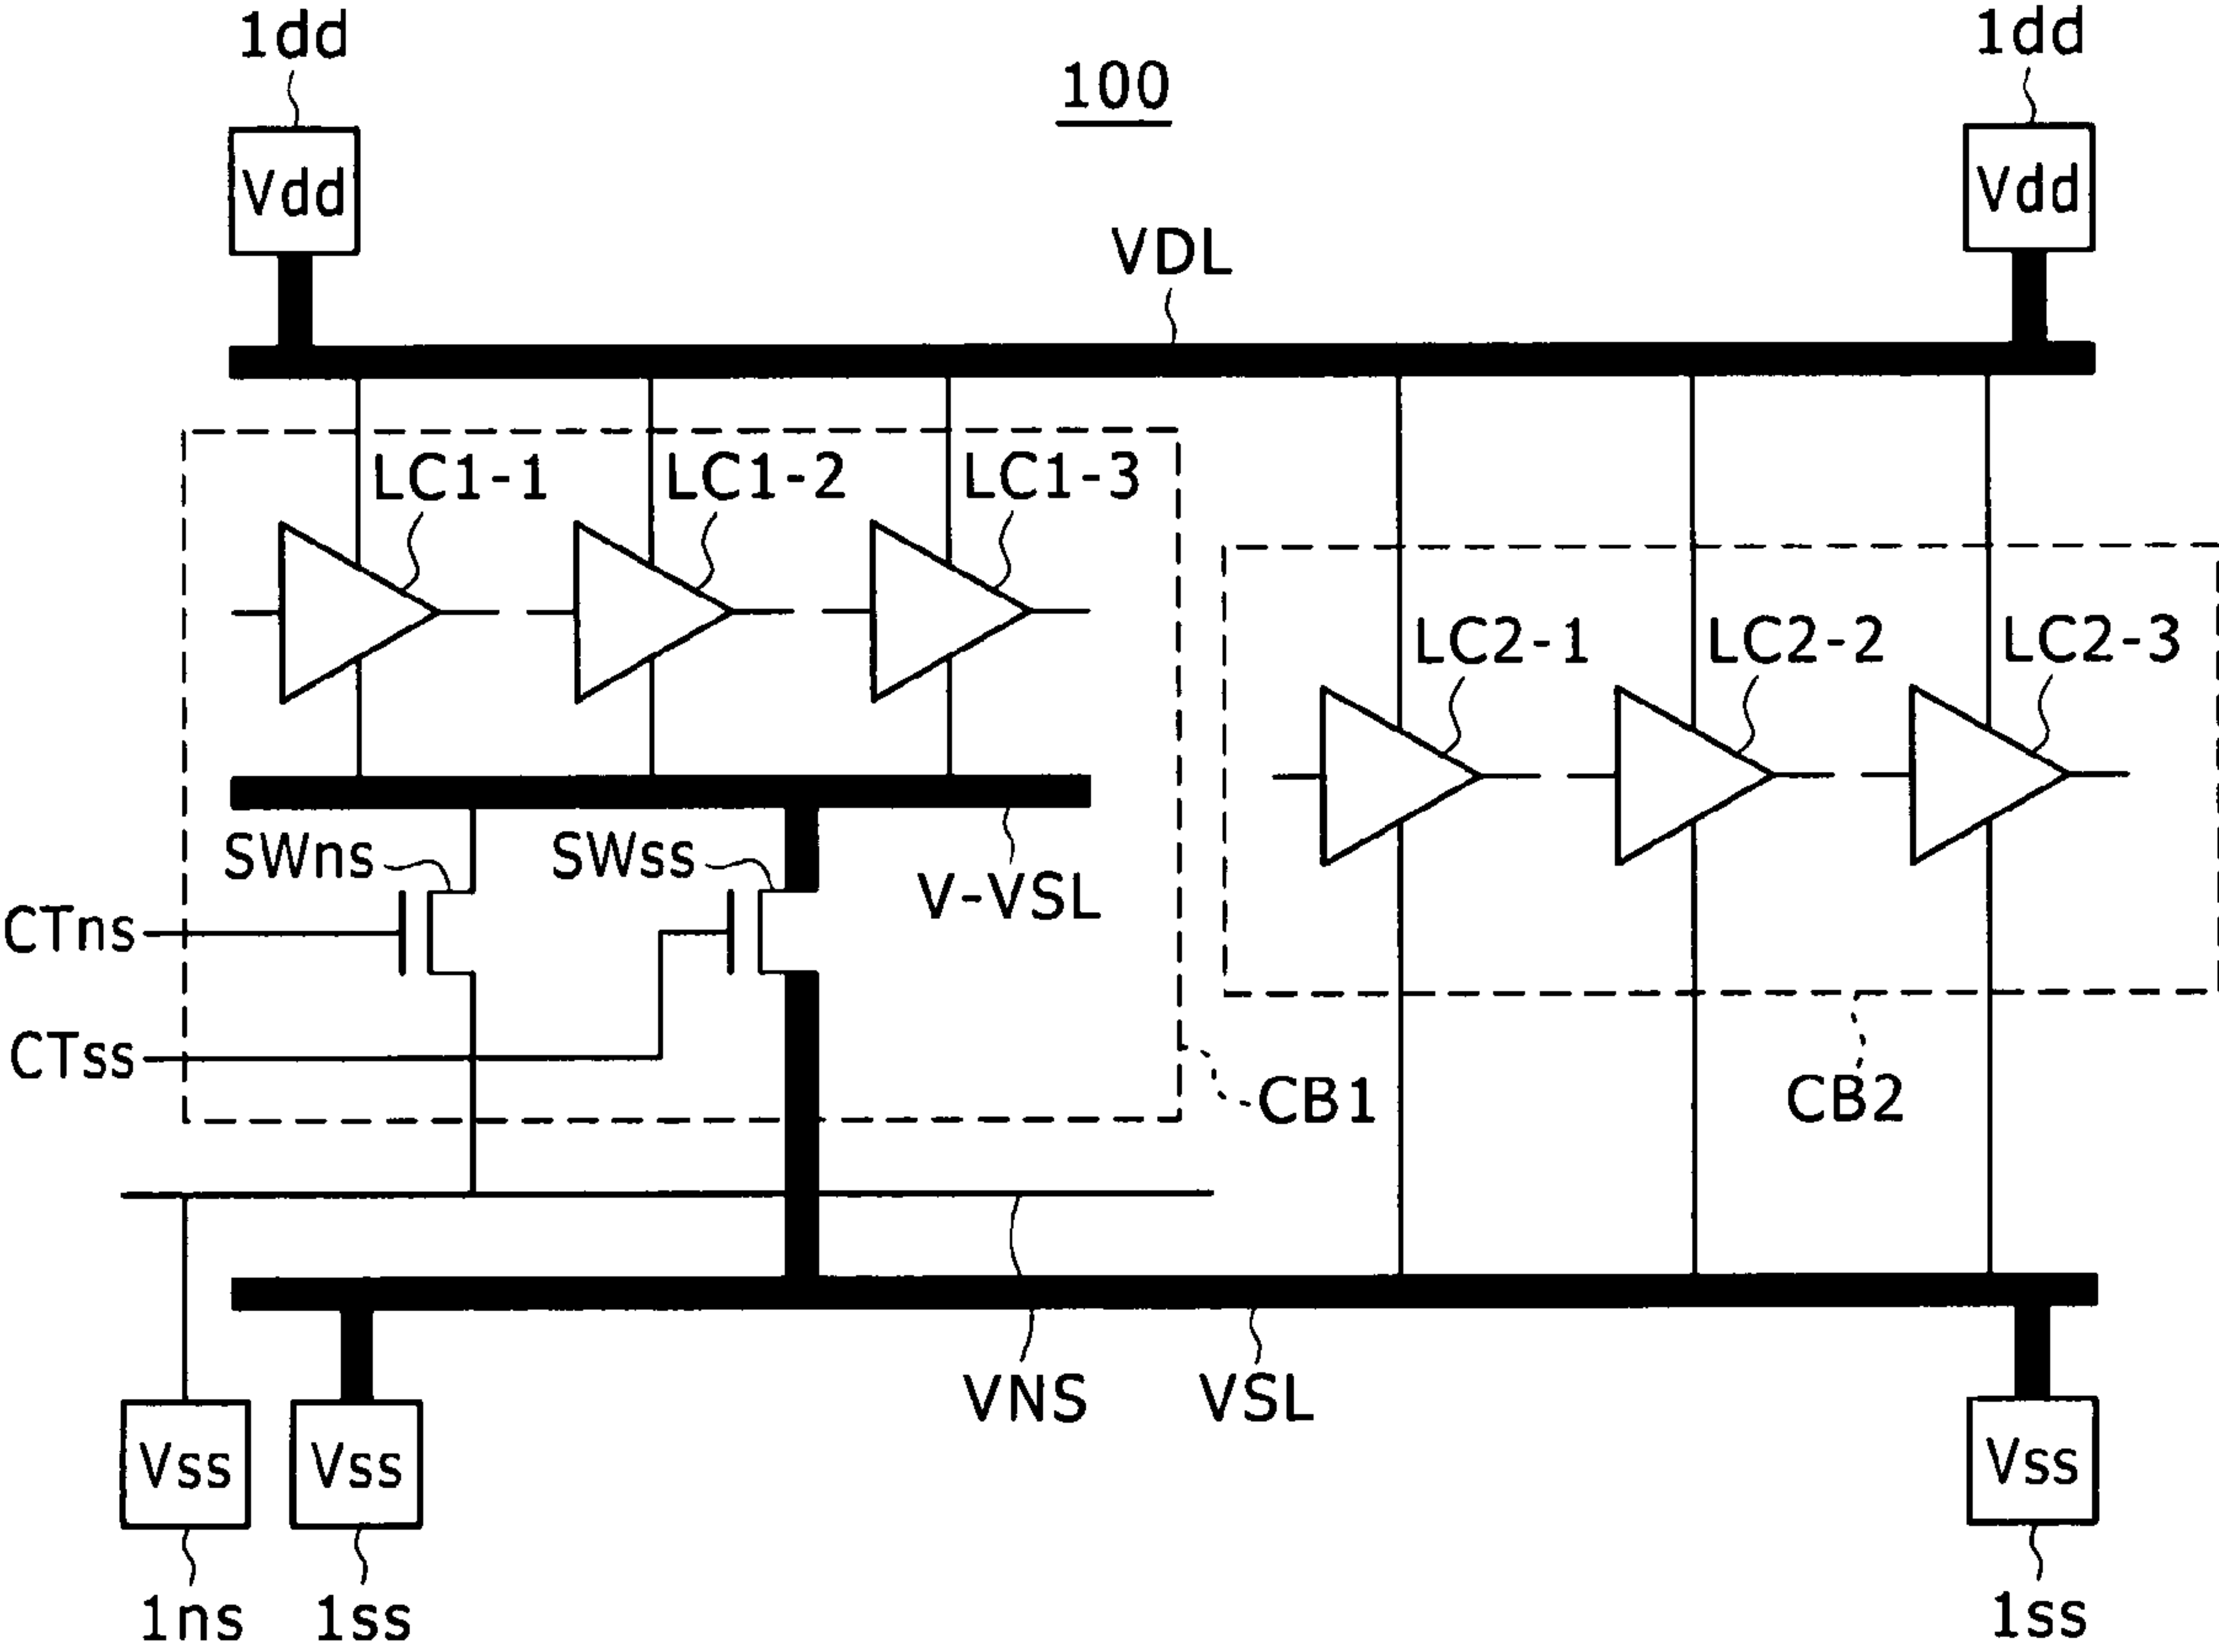 1dd
1dd
100
Vdd
Vdd
VDL
LC1-1
LC1-2
LC1-3
LC2-1
LC2-2
LC2-3
SWns
SWss
V-VSL
CTns
CTss
CB1
CB2
VNS
VSL
Vss
Vss
Vss
1ns
1ss
1ss